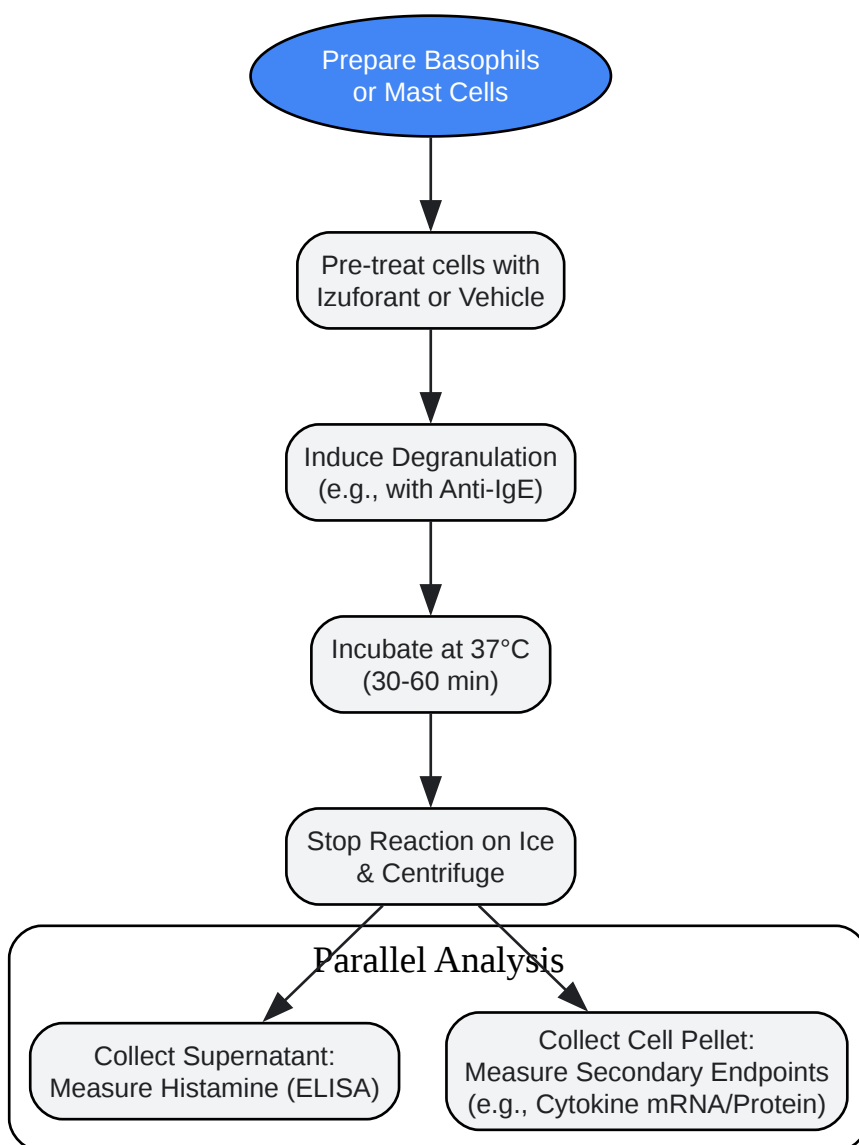 Prepare Basophils
or Mast Cells
Pre-treat cells with
Izuforant or Vehicle
Induce Degranulation
(e.g., with Anti-IgE)
Incubate at 37°C
(30-60 min)
Stop Reaction on Ice
& Centrifuge
Parallel Analysis
Collect Supernatant:
Measure Histamine (ELISA)
Collect Cell Pellet:
Measure Secondary Endpoints
(e.g., Cytokine mRNA/Protein)